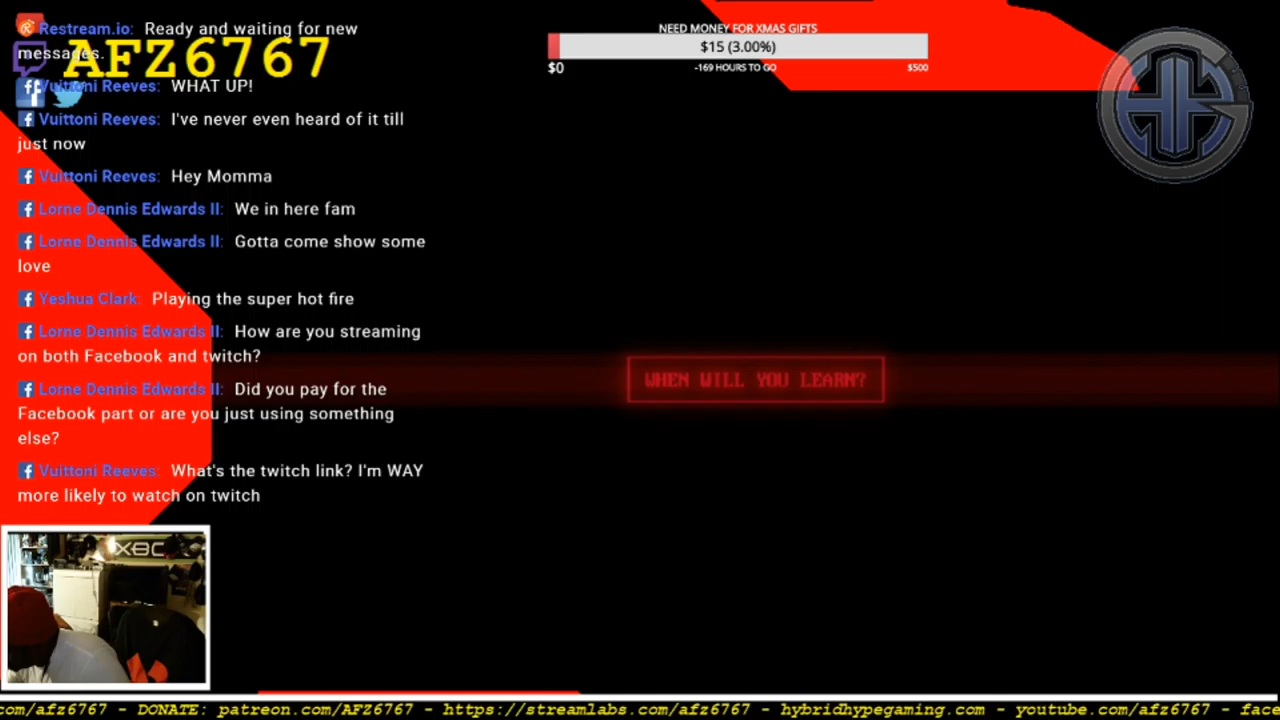 Restream.io: Ready and waiting for new
messages.
AFZ6767
Vuittoni Reeves: WHAT UP!
Vuittoni Reeves: I've never even heard of it till
just now
Vuittoni Reeves: Hey Momma
Lorne Dennis Edwards II: We in here fam
Lorne Dennis Edwards II: Gotta come show some
love
Yeshua Clark: Playing the super hot fire
Lorne Dennis Edwards II: How are you streaming
on both Facebook and twitch?
Lorne Dennis Edwards II: Did you pay for the
Facebook part or are you just using something
else?
Vuittoni Reeves: What's the twitch link? I'm WAY
more likely to watch on twitch
NEED MONEY FOR XMAS GIFTS
$15 (3.00%)
$0 -169 HOURS TO GO $500
WHEN WILL YOU LEARN?
XBO
com/afz6767 - DONATE: patreon.com/AFZ6767 - https://streamlabs.com/afz6767 - hybridhypegaming.com - youtube.com/afz6767 - face